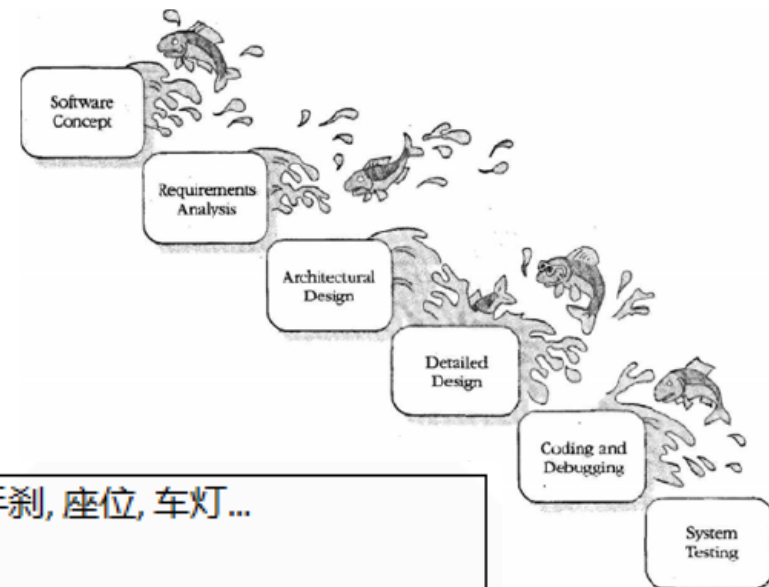 Software
Concept
Requirements
Analysis
Architectural
Design
Detailed
Design
Coding and
Debugging
System
Testing
刹, 座位, 车灯...